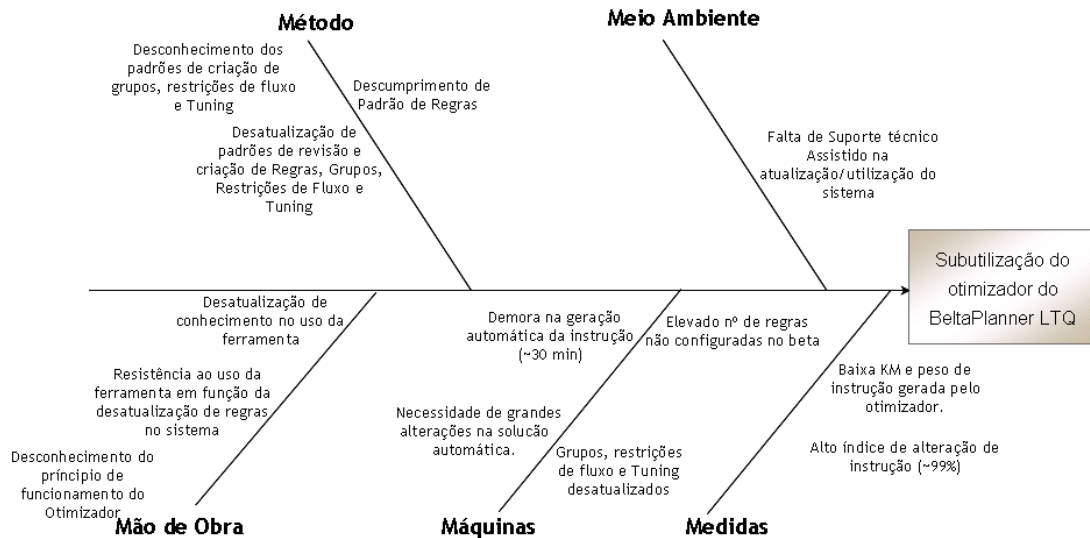 Método
Meio Ambiente
Desconhecimento dos
padrões de criação de
grupos, restrições de fluxo
e Tuning
Descumprimento de
Padrão de Regras
Desatualização de
padrões de revisão e
criação de Regras, Grupos,
Restrições de Fluxo e
Tuning
Falta de Suporte técnico
Assistido na
atualização/utilização do
sistema
Subutilização do
otimizador do
BeltaPlanner LTQ
Desatualização de
conhecimento no uso da
ferramenta
Resistência ao uso da
ferramenta em função da
desatualização de regras
no sistema
Desconhecimento do
príncipio de
funcionamento do
Otimizador
Demora na geração
automática da instrução
(~30 min)
Elevado nº de regras
não configuradas no beta
Necessidade de grandes
alterações na solucão
automática.
Grupos, restrições
de fluxo e Tuning
desatualizados
Baixa KM e peso de
instrução gerada pelo
otimizador.
Alto índice de alteração de
instrução (~99%)
Mão de Obra
Máquinas
Medidas